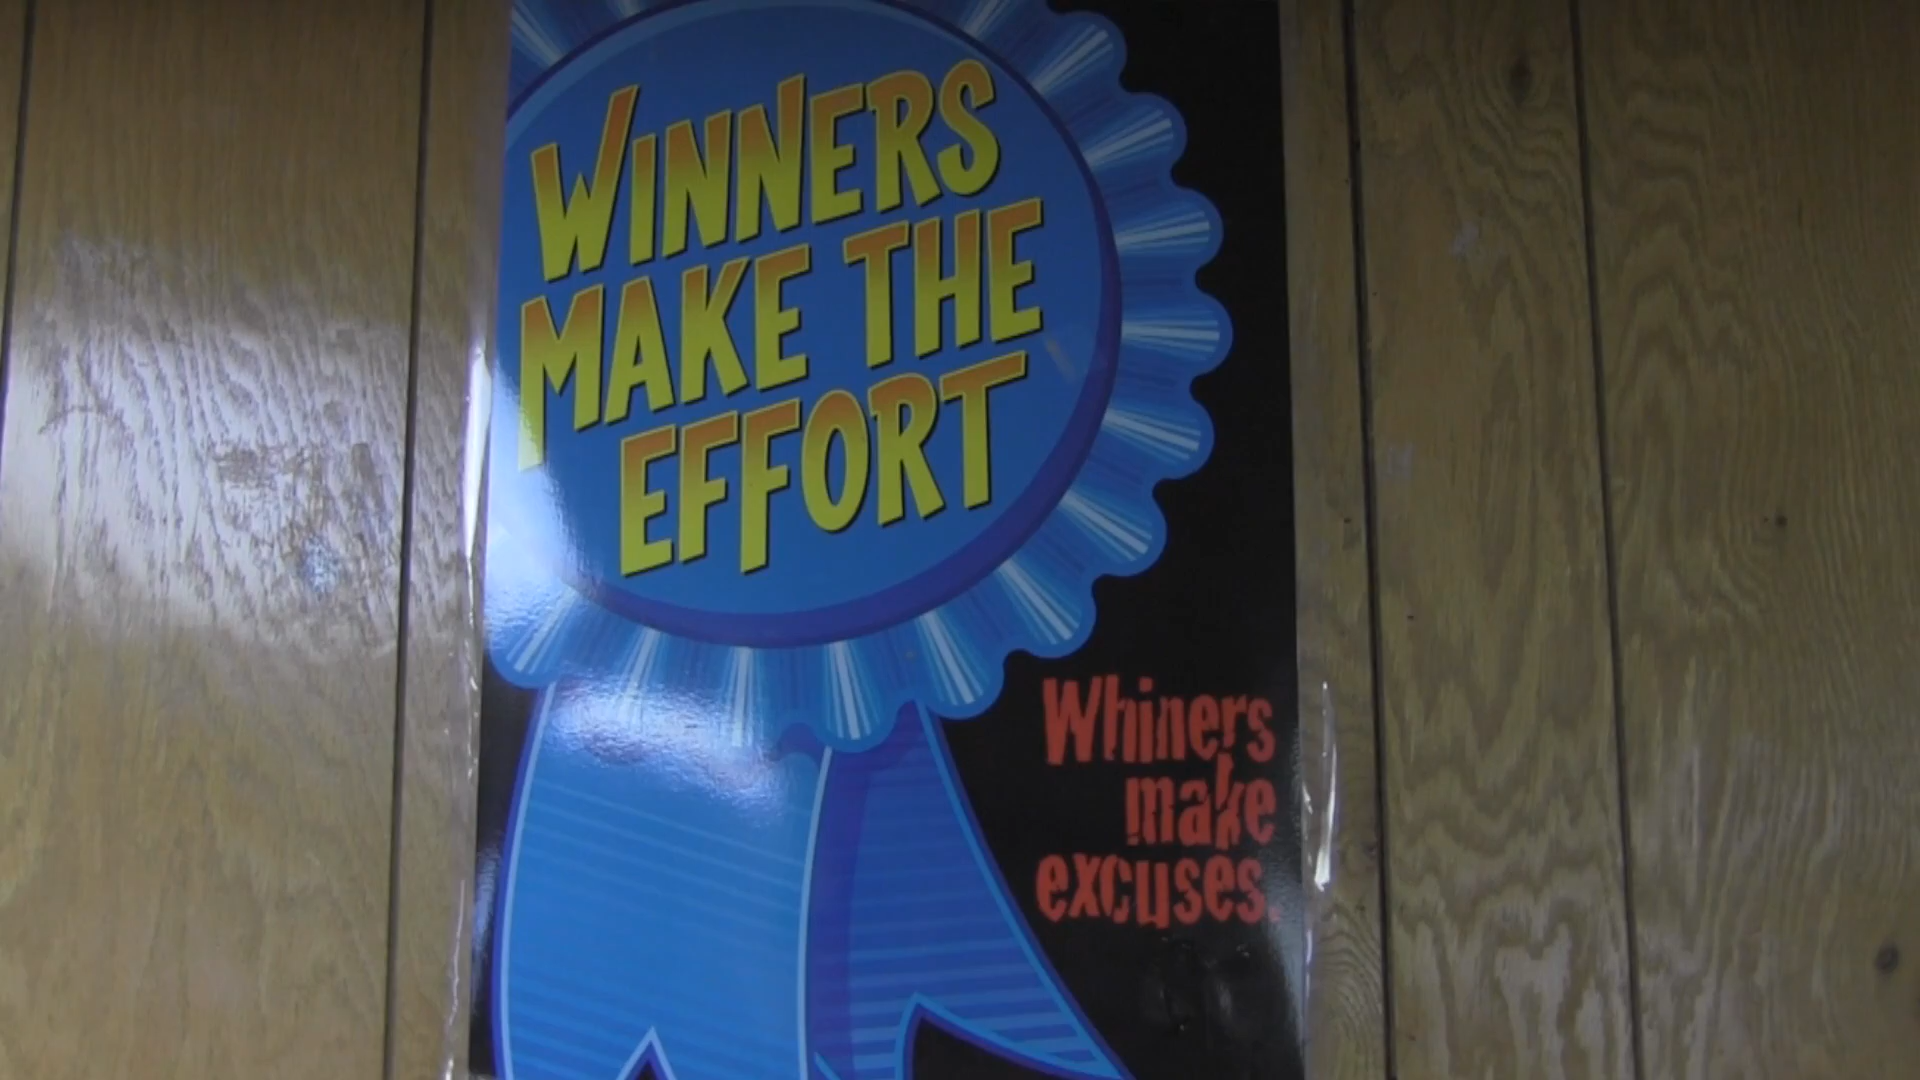 WINNERS
MAKE THE
EFFORT
Whiners
make
excuses.